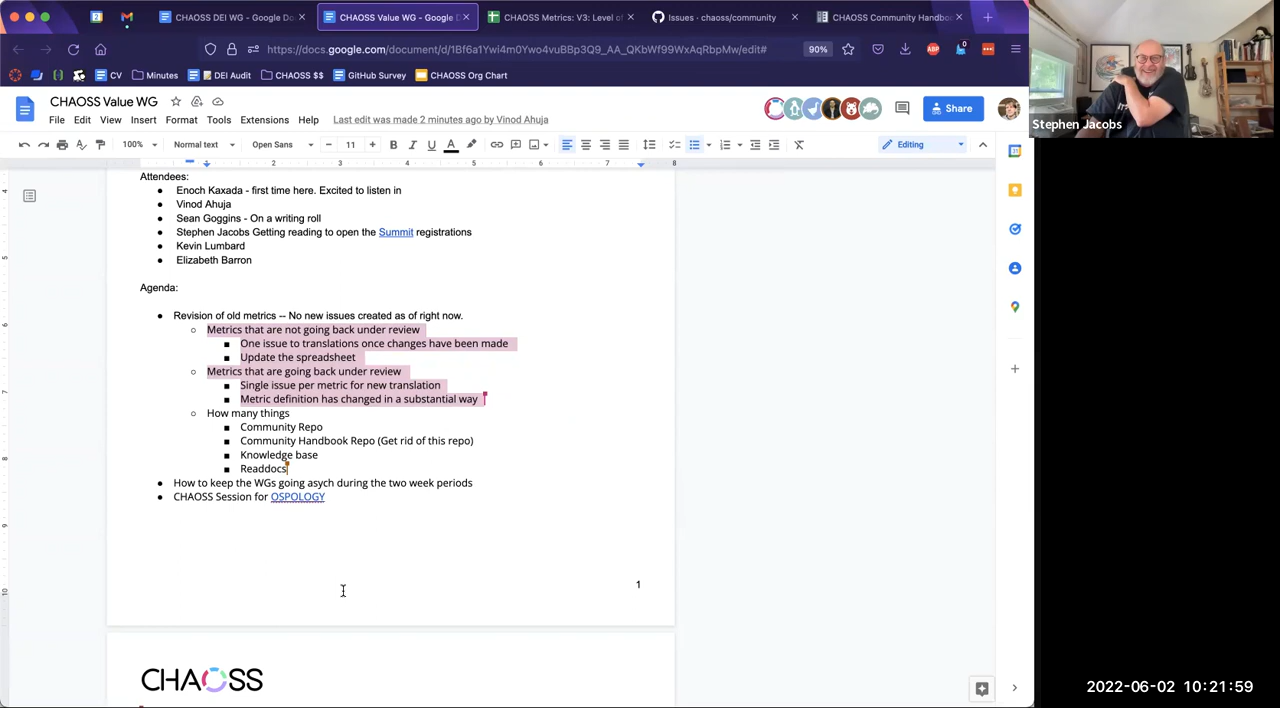 CHAOSS DEI WG - Google Do
CHAOSS Value WG - Google D
CHAOSS Metrics: V3: Level of
Issues · chaoss/community
CHAOSS Community Handboo
https://docs.google.com/document/d/1Bf6a1Ywi4m0Ywo4vuBBp3Q9_AA_QKbWf99WxAqRbpMw/edit#
90%
ABP
0
CV
Minutes
DEI Audit
CHAOSS $$
GitHub Survey
CHAOSS Org Chart
CHAOSS Value WG
File Edit View Insert Format Tools Extensions Help
Last edit was made 2 minutes ago by Vinod Ahuja
Share
100%
Normal text
Open Sans
11
Editing
2 3 4 5 6 7 8
Attendees:
● Enoch Kaxada - first time here. Excited to listen in
● Vinod Ahuja
● Sean Goggins - On a writing roll
● Stephen Jacobs Getting reading to open the Summit registrations
● Kevin Lumbard
● Elizabeth Barron
Agenda:
● Revision of old metrics -- No new issues created as of right now.
○ Metrics that are not going back under review
■ One issue to translations once changes have been made
■ Update the spreadsheet
○ Metrics that are going back under review
■ Single issue per metric for new translation
■ Metric definition has changed in a substantial way
○ How many things
■ Community Repo
■ Community Handbook Repo (Get rid of this repo)
■ Knowledge base
■ Readdocs
● How to keep the WGs going asych during the two week periods
● CHAOSS Session for OSPOLOGY
1
CHAOSS
Stephen Jacobs
2022-06-02 10:21:59